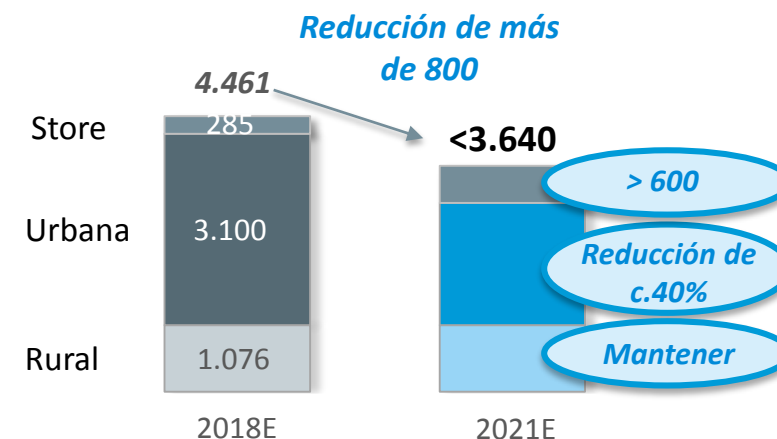 Reducción de más
de 800
4.461
<3.640
Store
285
> 600
Urbana
3.100
Reducción de
c.40%
Rural
1.076
Mantener
2018E
2021E